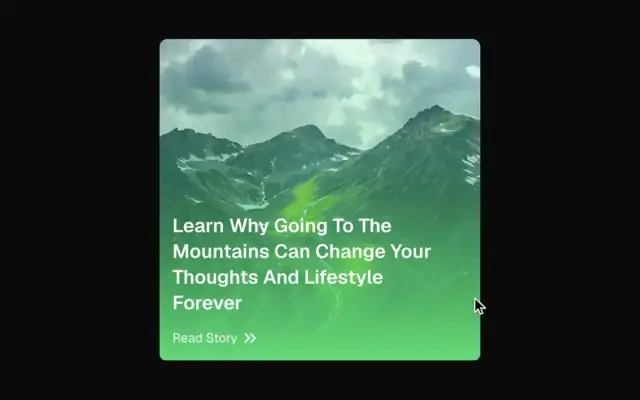 Learn Why Going To The
Mountains Can Change Your
Thoughts And Lifestyle
Forever
Read Story